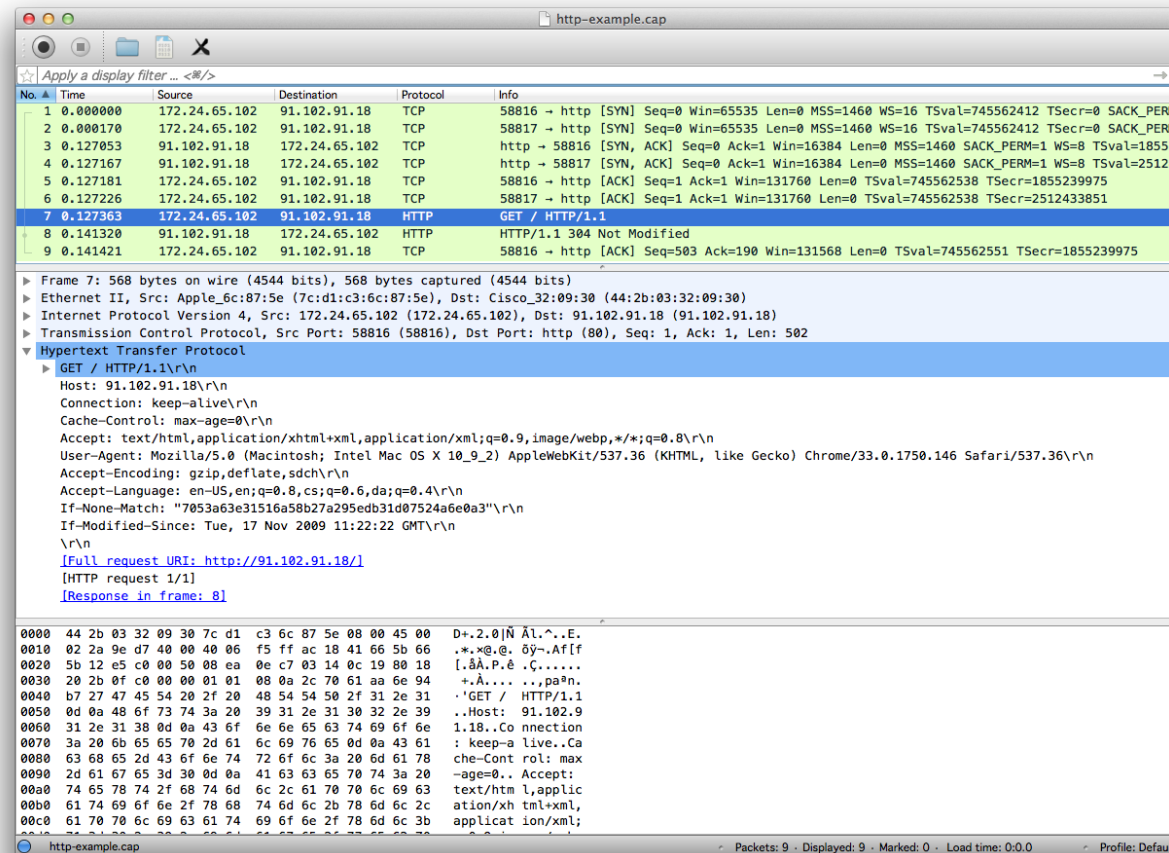 http-example.cap
Apply a display filter ... <⌘/>
No. Time Source Destination Protocol Info
1 0.000000 172.24.65.102 91.102.91.18 TCP 58816 → http [SYN] Seq=0 Win=65535 Len=0 MSS=1460 WS=16 TSval=745562412 TSecr=0 SACK_PER
2 0.000170 172.24.65.102 91.102.91.18 TCP 58817 → http [SYN] Seq=0 Win=65535 Len=0 MSS=1460 WS=16 TSval=745562412 TSecr=0 SACK_PER
3 0.127053 91.102.91.18 172.24.65.102 TCP http → 58816 [SYN, ACK] Seq=0 Ack=1 Win=16384 Len=0 MSS=1460 SACK_PERM=1 WS=8 TSval=1855
4 0.127167 91.102.91.18 172.24.65.102 TCP http → 58817 [SYN, ACK] Seq=0 Ack=1 Win=16384 Len=0 MSS=1460 SACK_PERM=1 WS=8 TSval=2512
5 0.127181 172.24.65.102 91.102.91.18 TCP 58816 → http [ACK] Seq=1 Ack=1 Win=131760 Len=0 TSval=745562538 TSecr=1855239975
6 0.127226 172.24.65.102 91.102.91.18 TCP 58817 → http [ACK] Seq=1 Ack=1 Win=131760 Len=0 TSval=745562538 TSecr=2512433851
7 0.127363 172.24.65.102 91.102.91.18 HTTP GET / HTTP/1.1
8 0.141320 91.102.91.18 172.24.65.102 HTTP HTTP/1.1 304 Not Modified
9 0.141421 172.24.65.102 91.102.91.18 TCP 58816 → http [ACK] Seq=503 Ack=190 Win=131568 Len=0 TSval=745562551 TSecr=1855239975
Frame 7: 568 bytes on wire (4544 bits), 568 bytes captured (4544 bits)
Ethernet II, Src: Apple_6c:87:5e (7c:d1:c3:6c:87:5e), Dst: Cisco_32:09:30 (44:2b:03:32:09:30)
Internet Protocol Version 4, Src: 172.24.65.102 (172.24.65.102), Dst: 91.102.91.18 (91.102.91.18)
Transmission Control Protocol, Src Port: 58816 (58816), Dst Port: http (80), Seq: 1, Ack: 1, Len: 502
Hypertext Transfer Protocol
GET / HTTP/1.1\r\n
Host: 91.102.91.18\r\n
Connection: keep-alive\r\n
Cache-Control: max-age=0\r\n
Accept: text/html,application/xhtml+xml,application/xml;q=0.9,image/webp,*/*;q=0.8\r\n
User-Agent: Mozilla/5.0 (Macintosh; Intel Mac OS X 10_9_2) AppleWebKit/537.36 (KHTML, like Gecko) Chrome/33.0.1750.146 Safari/537.36\r\n
Accept-Encoding: gzip,deflate,sdch\r\n
Accept-Language: en-US,en;q=0.8,cs;q=0.6,da;q=0.4\r\n
If-None-Match: "7053a63e31516a58b27a295edb31d07524a6e0a3"\r\n
If-Modified-Since: Tue, 17 Nov 2009 11:22:22 GMT\r\n
\r\n
[Full request URI: http://91.102.91.18/]
[HTTP request 1/1]
[Response in frame: 8]
0000 44 2b 03 32 09 30 7c d1 c3 6c 87 5e 08 00 45 00 D+.2.0|Ñ Ãl.^..E.
0010 02 2a 9e d7 40 00 40 06 f5 ff ac 18 41 66 5b 66 .*.×@.@. õÿ¬.Af[f
0020 5b 12 e5 c0 00 50 08 ea 0e c7 03 14 0c 19 80 18 [.åÀ.P.ê .Ç......
0030 20 2b 0f c0 00 00 01 01 08 0a 2c 70 61 aa 6e 94 +.À.... ..,paªn.
0040 b7 27 47 45 54 20 2f 20 48 54 54 50 2f 31 2e 31 ·'GET / HTTP/1.1
0050 0d 0a 48 6f 73 74 3a 20 39 31 2e 31 30 32 2e 39 ..Host: 91.102.9
0060 31 2e 31 38 0d 0a 43 6f 6e 6e 65 63 74 69 6f 6e 1.18..Co nnection
0070 3a 20 6b 65 65 70 2d 61 6c 69 76 65 0d 0a 43 61 : keep-a live..Ca
0080 63 68 65 2d 43 6f 6e 74 72 6f 6c 3a 20 6d 61 78 che-Cont rol: max
0090 2d 61 67 65 3d 30 0d 0a 41 63 63 65 70 74 3a 20 -age=0.. Accept:
00a0 74 65 78 74 2f 68 74 6d 6c 2c 61 70 70 6c 69 63 text/htm l,applic
00b0 61 74 69 6f 6e 2f 78 68 74 6d 6c 2b 78 6d 6c 2c ation/xh tml+xml,
00c0 61 70 70 6c 69 63 61 74 69 6f 6e 2f 78 6d 6c 3b applicat ion/xml;
http-example.cap Packets: 9 · Displayed: 9 · Marked: 0 · Load time: 0:0.0 Profile: Defau